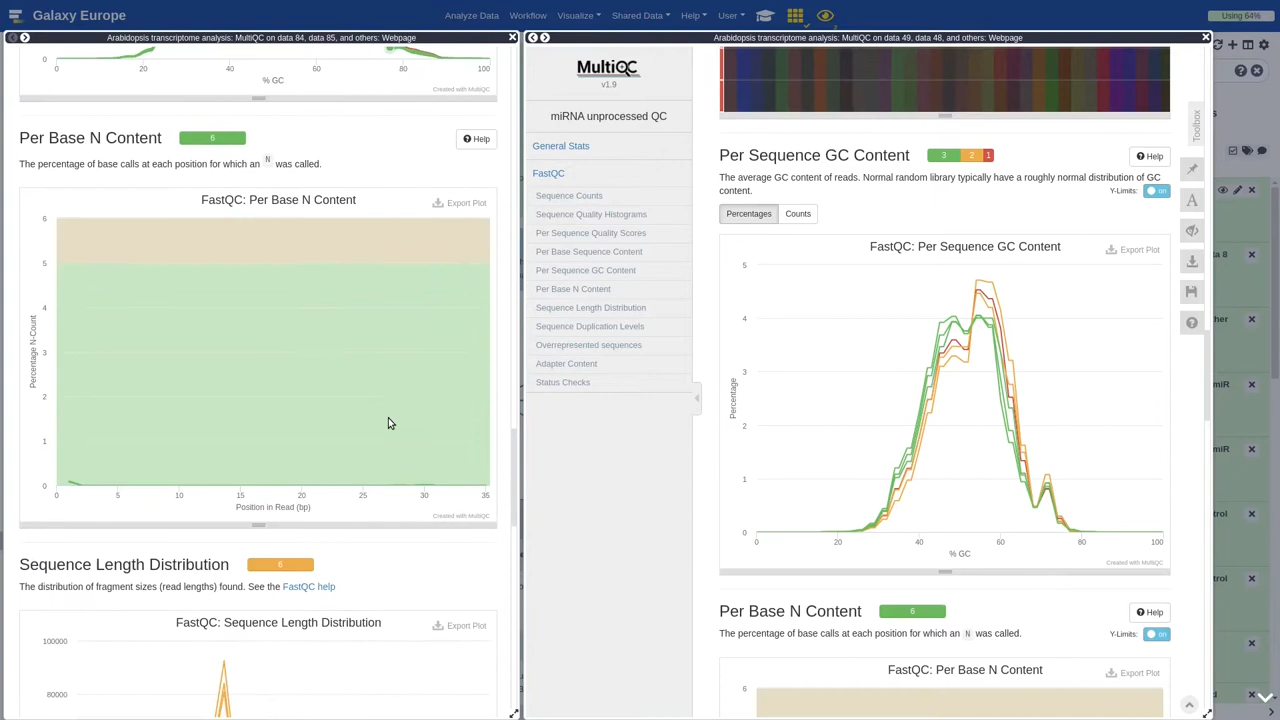 Galaxy Europe
Analyze Data Workflow Visualize Shared Data Help User
Using 64%
Arabidopsis transcriptome analysis: MultiQC on data 84, data 85, and others: Webpage
0
0 20 40 60 80 100
% GC
Created with MultiQC
Per Base N Content
6
Help
The percentage of base calls at each position for which an N was called.
FastQC: Per Base N Content
Export Plot
6
5
4
3
2
1
0
Percentage N-Count
0 5 10 15 20 25 30 35
Position in Read (bp)
Created with MultiQC
Sequence Length Distribution
6
The distribution of fragment sizes (read lengths) found. See the FastQC help
FastQC: Sequence Length Distribution
Export Plot
100000
80000
Arabidopsis transcriptome analysis: MultiQC on data 49, data 48, and others: Webpage
MultiQC
v1.9
miRNA unprocessed QC
General Stats
FastQC
Sequence Counts
Sequence Quality Histograms
Per Sequence Quality Scores
Per Base Sequence Content
Per Sequence GC Content
Per Base N Content
Sequence Length Distribution
Sequence Duplication Levels
Overrepresented sequences
Adapter Content
Status Checks
Per Sequence GC Content
3 2 1
Help
The average GC content of reads. Normal random library typically have a roughly normal distribution of GC
content.
Y-Limits: on
Percentages Counts
FastQC: Per Sequence GC Content
Export Plot
5
4
3
2
1
0
Percentage
0 20 40 60 80 100
% GC
Created with MultiQC
Per Base N Content
6
Help
The percentage of base calls at each position for which an N was called.
Y-Limits: on
FastQC: Per Base N Content
Export Plot
6
Toolbox
A
ta 8
her
miR
miR
trol
trol